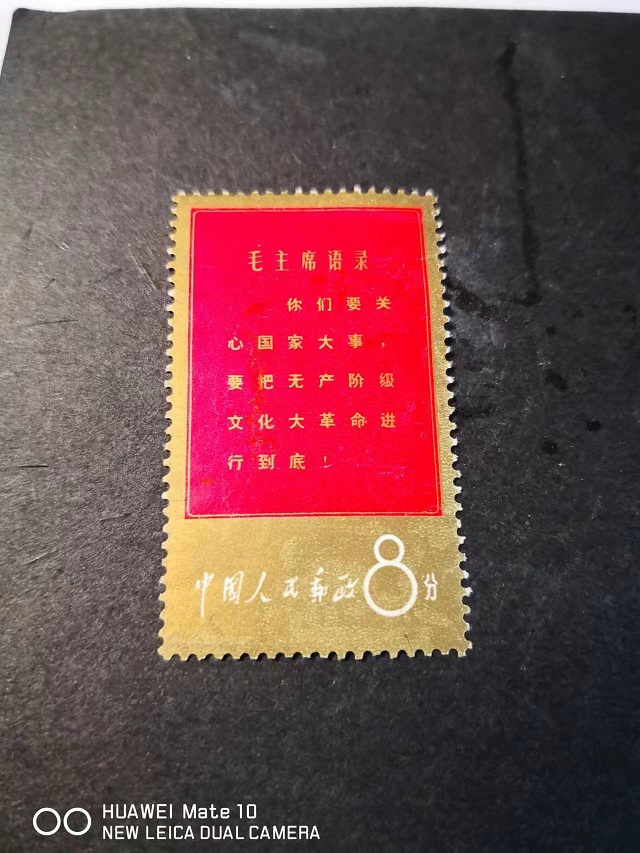 毛主席语录
你们要关
心国家大事，
要把无产阶级
文化大革命进
行到底！
中国人民邮政8分
HUAWEI Mate 10
NEW LEICA DUAL CAMERA